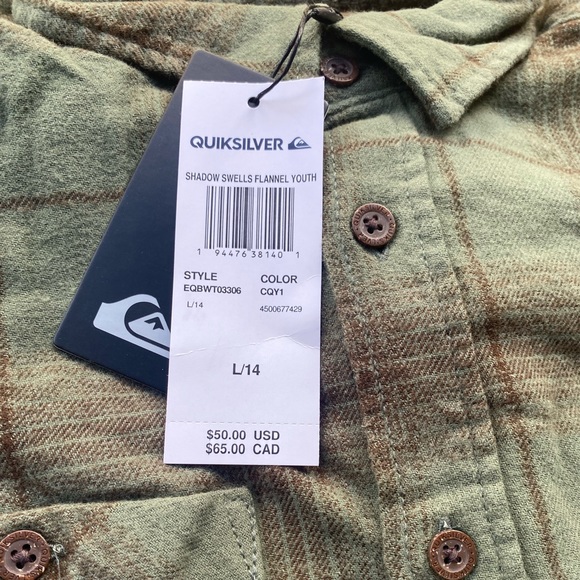 QUIKSILVER
SHADOW SWELLS FLANNEL YOUTH
1 94476 38140 1
STYLE COLOR
EQBWT03306 CQY1
L/14 4500677429
L/14
$50.00 USD
$65.00 CAD